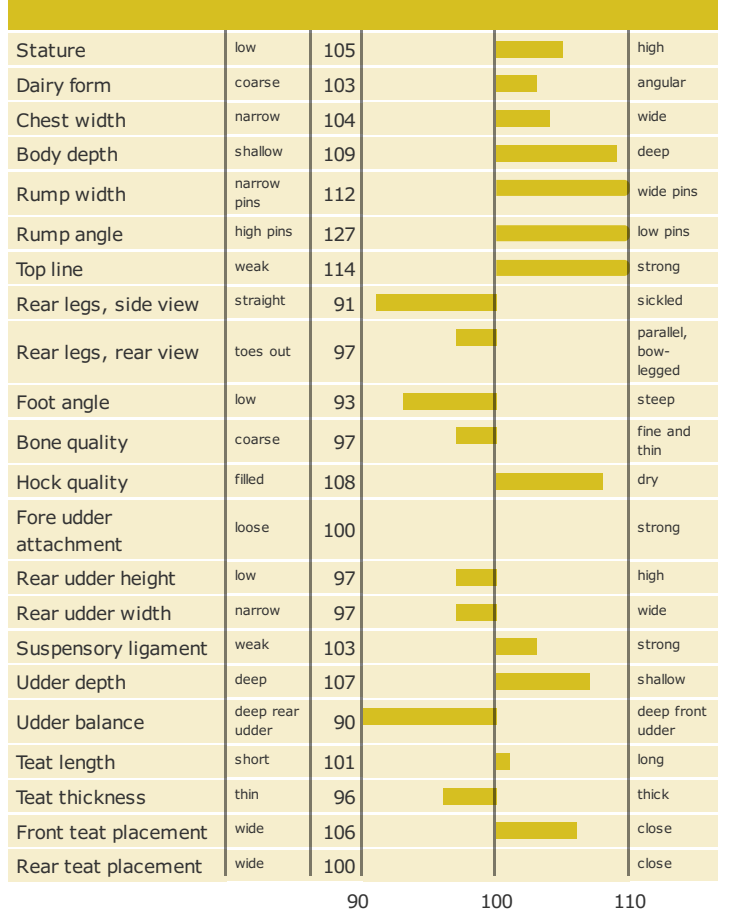 Stature low 105 high
Dairy form coarse 103 angular
Chest width narrow 104 wide
Body depth shallow 109 deep
Rump width narrow pins 112 wide pins
Rump angle high pins 127 low pins
Top line weak 114 strong
Rear legs, side view straight 91 sickled
Rear legs, rear view toes out 97 parallel, bow-legged
Foot angle low 93 steep
Bone quality coarse 97 fine and thin
Hock quality filled 108 dry
Fore udder attachment loose 100 strong
Rear udder height low 97 high
Rear udder width narrow 97 wide
Suspensory ligament weak 103 strong
Udder depth deep 107 shallow
Udder balance deep rear udder 90 deep front udder
Teat length short 101 long
Teat thickness thin 96 thick
Front teat placement wide 106 close
Rear teat placement wide 100 close
90 100 110